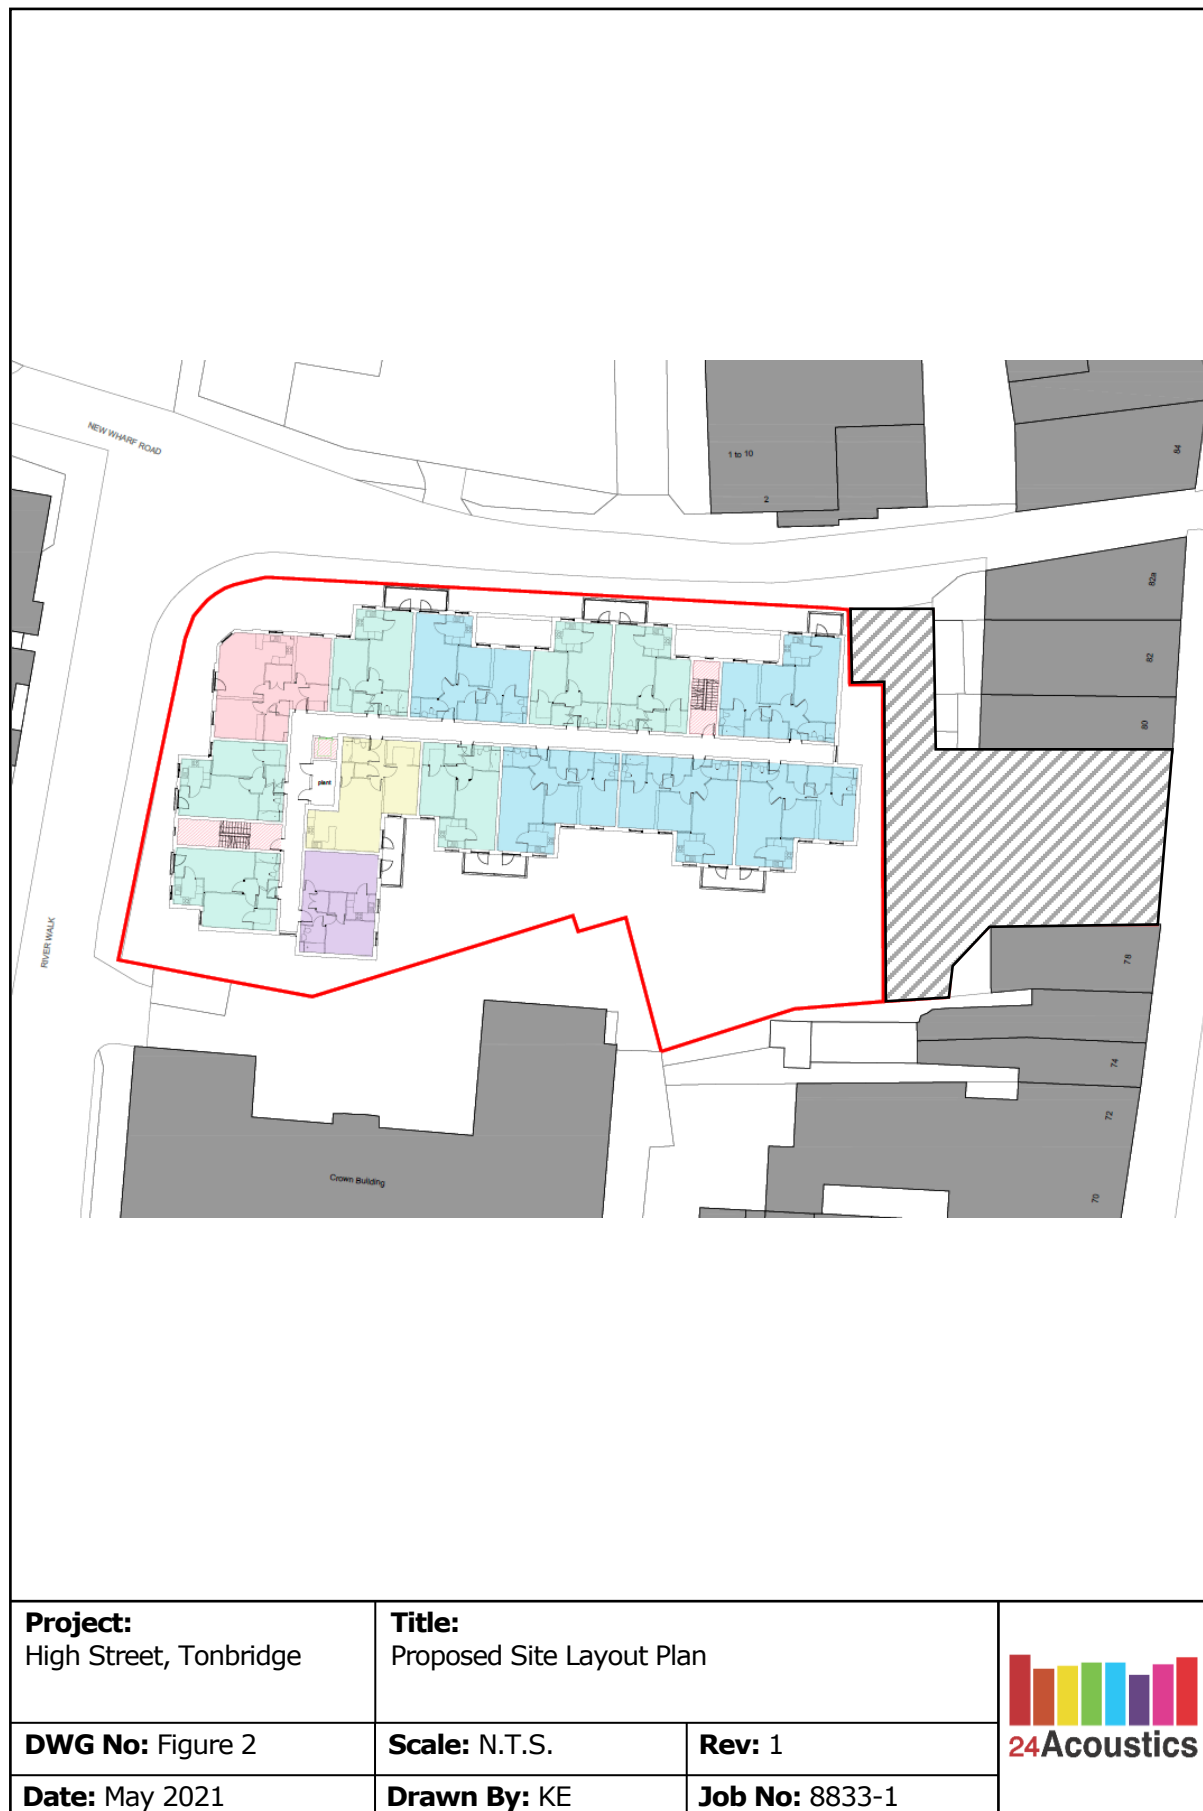 NEW WHARF ROAD
1 to 10
2
84
82a
82
80
plant
RIVER WALK
78
74
72
70
Crown Building
Project:
High Street, Tonbridge
Title:
Proposed Site Layout Plan
DWG No: Figure 2
Scale: N.T.S.
Rev: 1
24Acoustics
Date: May 2021
Drawn By: KE
Job No: 8833-1